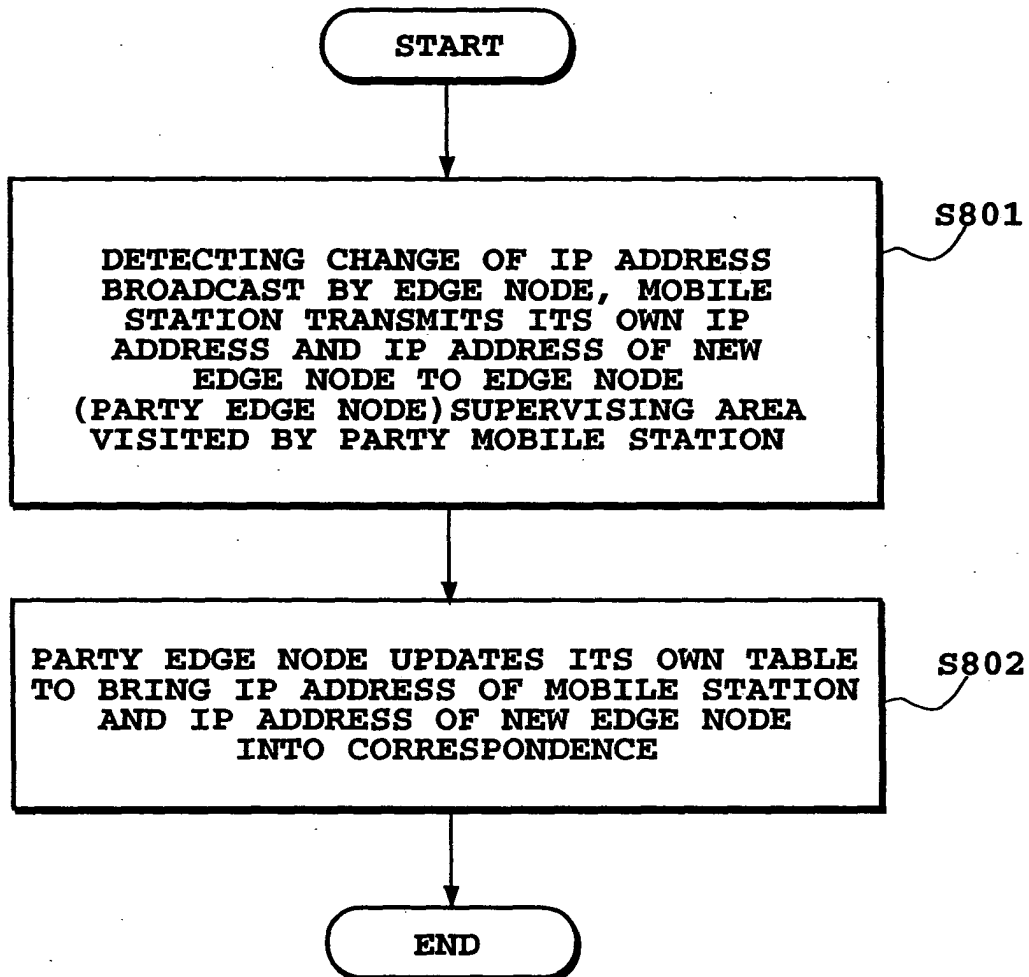 START
S801
DETECTING CHANGE OF IP ADDRESS
BROADCAST BY EDGE NODE, MOBILE
STATION TRANSMITS ITS OWN IP
ADDRESS AND IP ADDRESS OF NEW
EDGE NODE TO EDGE NODE
(PARTY EDGE NODE)SUPERVISING AREA
VISITED BY PARTY MOBILE STATION
S802
PARTY EDGE NODE UPDATES ITS OWN TABLE
TO BRING IP ADDRESS OF MOBILE STATION
AND IP ADDRESS OF NEW EDGE NODE
INTO CORRESPONDENCE
END